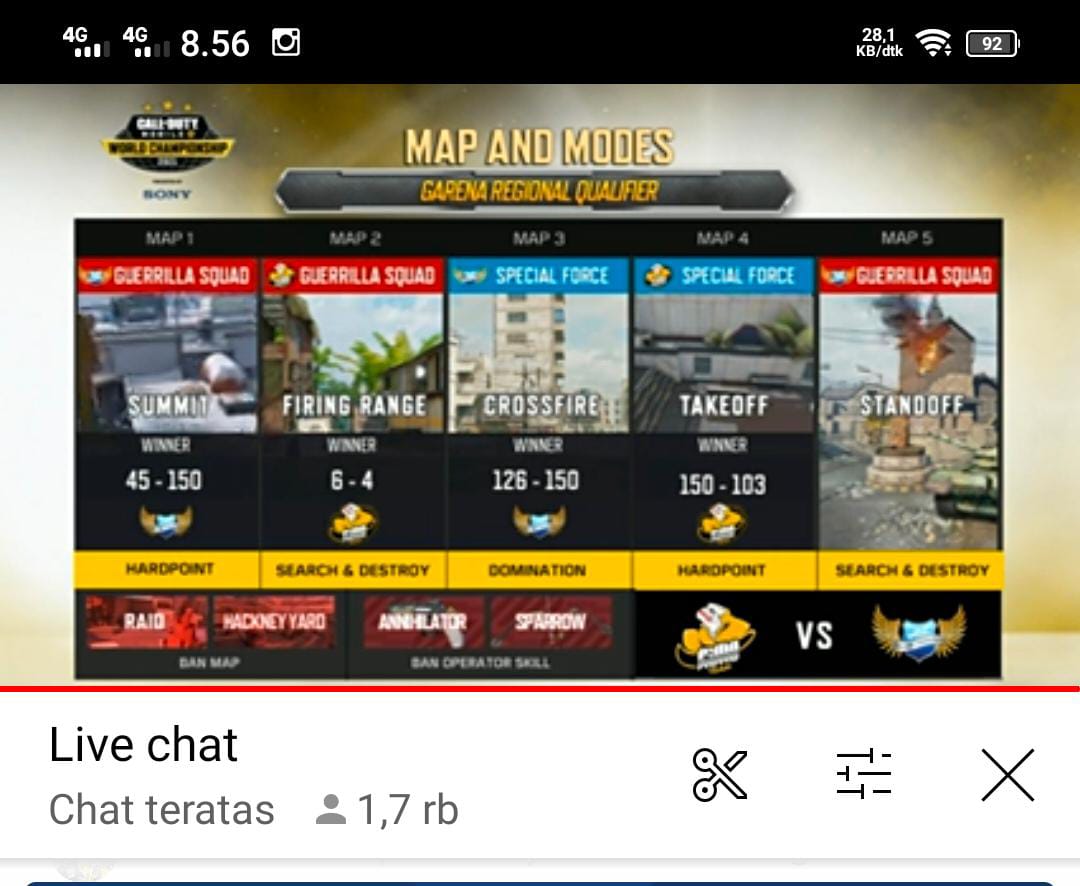 4G 4G 8.56 28,1 KB/dtk 92
CALL OF DUTY
MOBILE
WORLD CHAMPIONSHIP
SONY
MAP AND MODES
GARENA REGIONAL QUALIFIER
MAP 1 MAP 2 MAP 3 MAP 4 MAP 5
GUERRILLA SQUAD GUERRILLA SQUAD SPECIAL FORCE SPECIAL FORCE GUERRILLA SQUAD
SUMMIT FIRING RANGE CROSSFIRE TAKEOFF STANDOFF
WINNER WINNER WINNER WINNER
45 - 150 6 - 4 126 - 150 150 - 103
HARDPOINT SEARCH & DESTROY DOMINATION HARDPOINT SEARCH & DESTROY
RAID HACKNEY YARD ANNIHILATOR SPARROW
VS
BAN MAP BAN OPERATOR SKILL
Live chat
Chat teratas 1,7 rb